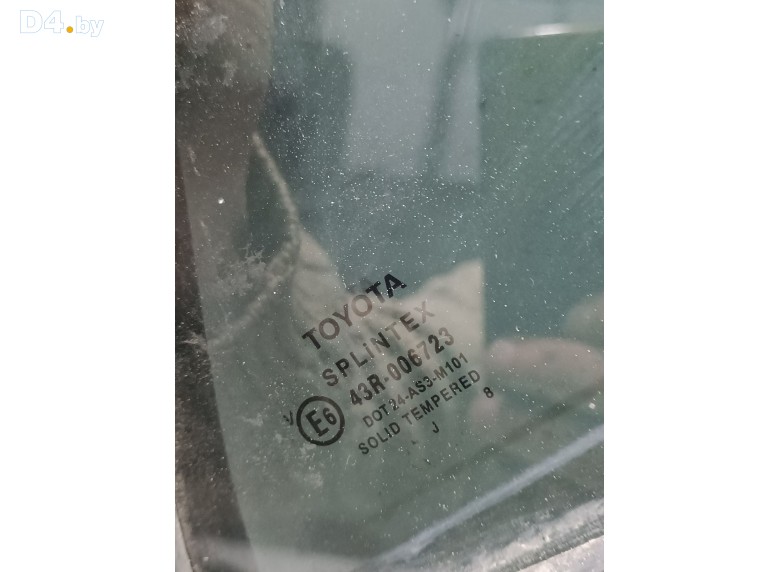 D4.by
TOYOTA
SPLiNTEX
43R-006723
V E6
DOT 24-AS3-M101
SOLID TEMPERED
J 8